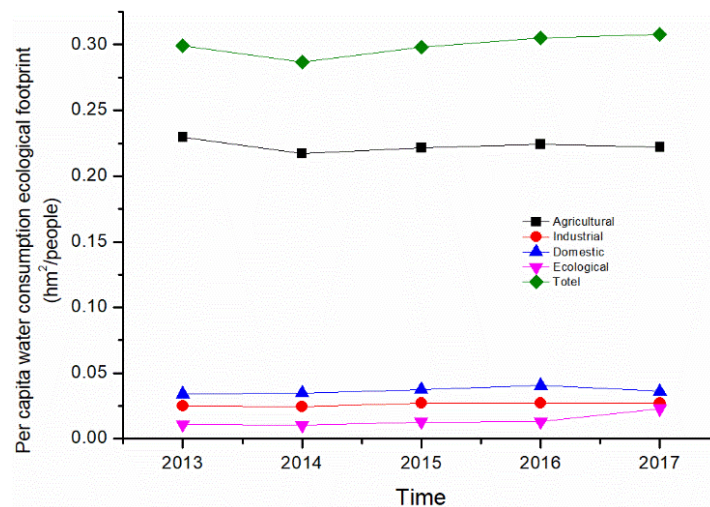 Per capita water consumption ecological footprint
(hm²/people)
0.30
0.25
0.20
0.15
0.10
0.05
0.00
Agricultural
Industrial
Domestic
Ecological
Totel
2013 2014 2015 2016 2017
Time